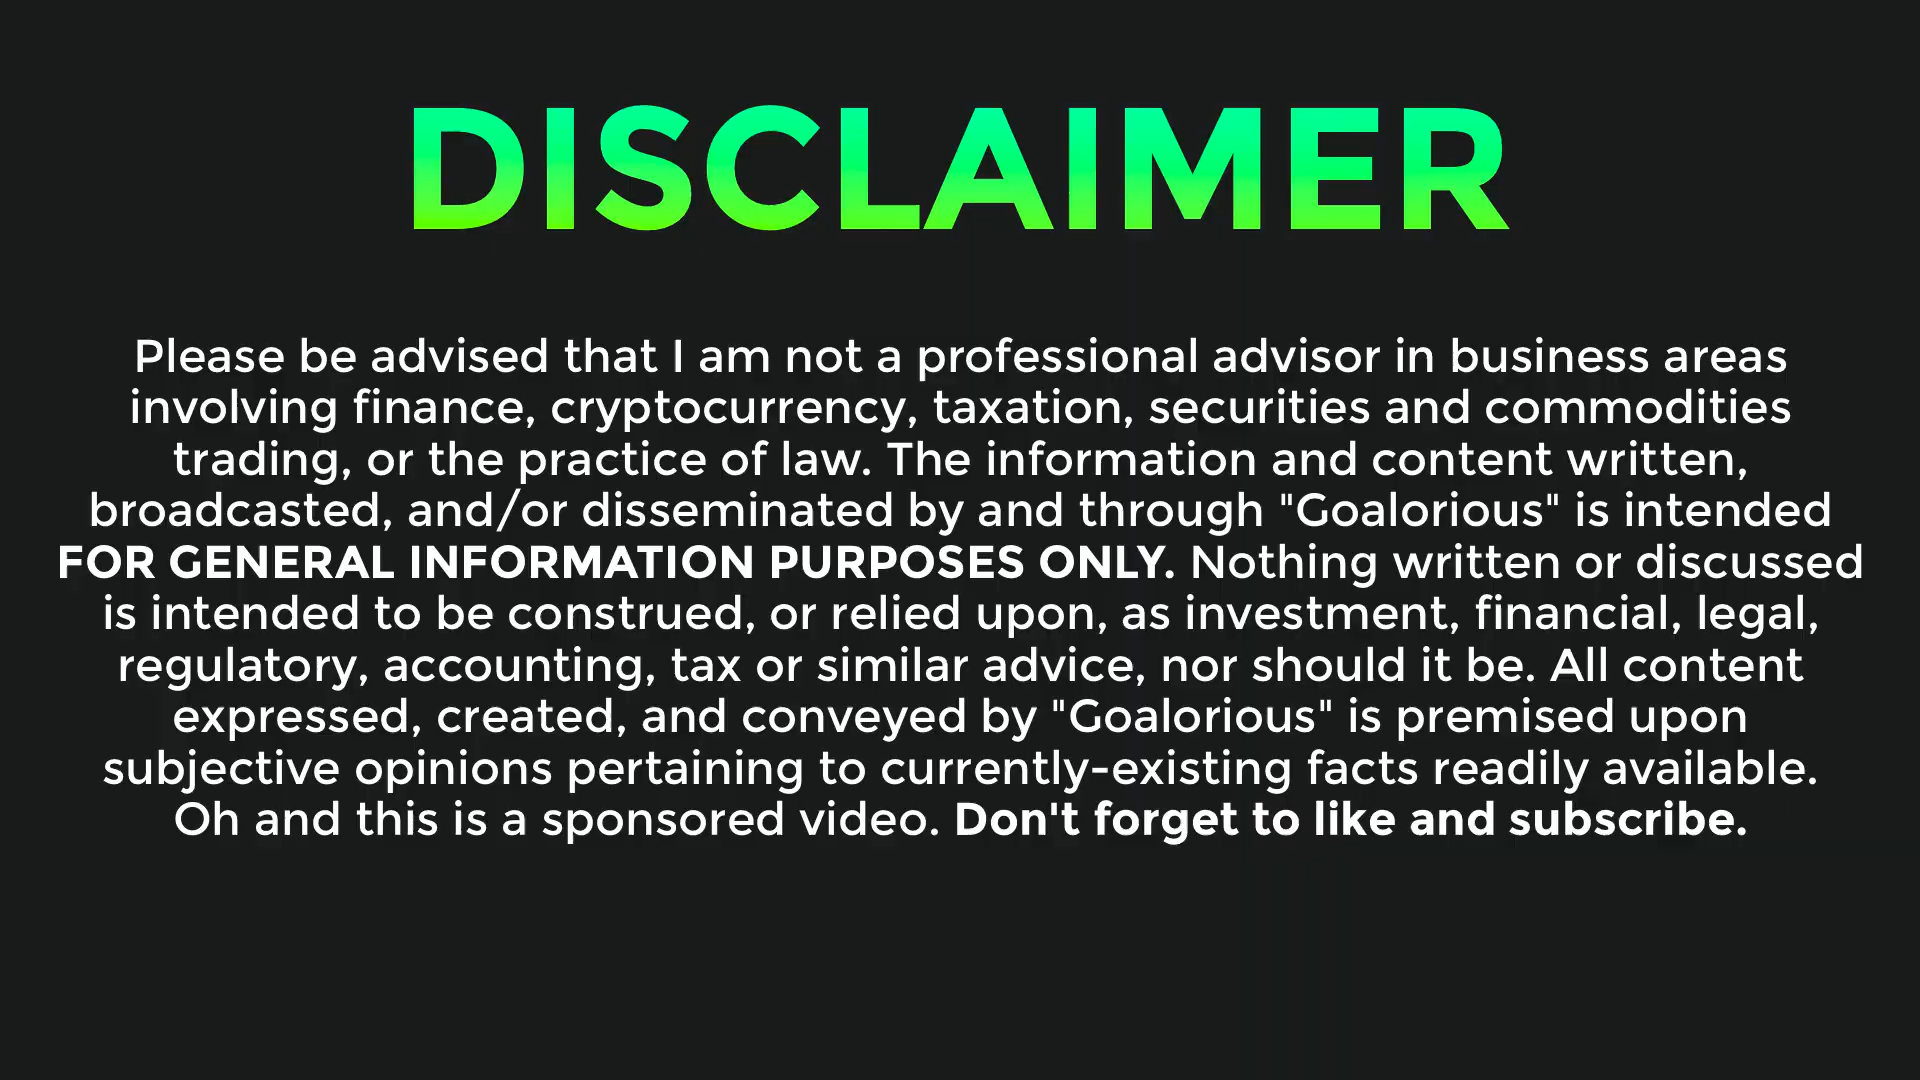 DISCLAIMER
Please be advised that I am not a professional advisor in business areas
involving finance, cryptocurrency, taxation, securities and commodities
trading, or the practice of law. The information and content written,
broadcasted, and/or disseminated by and through "Goalorious" is intended
FOR GENERAL INFORMATION PURPOSES ONLY. Nothing written or discussed
is intended to be construed, or relied upon, as investment, financial, legal,
regulatory, accounting, tax or similar advice, nor should it be. All content
expressed, created, and conveyed by "Goalorious" is premised upon
subjective opinions pertaining to currently-existing facts readily available.
Oh and this is a sponsored video. Don't forget to like and subscribe.